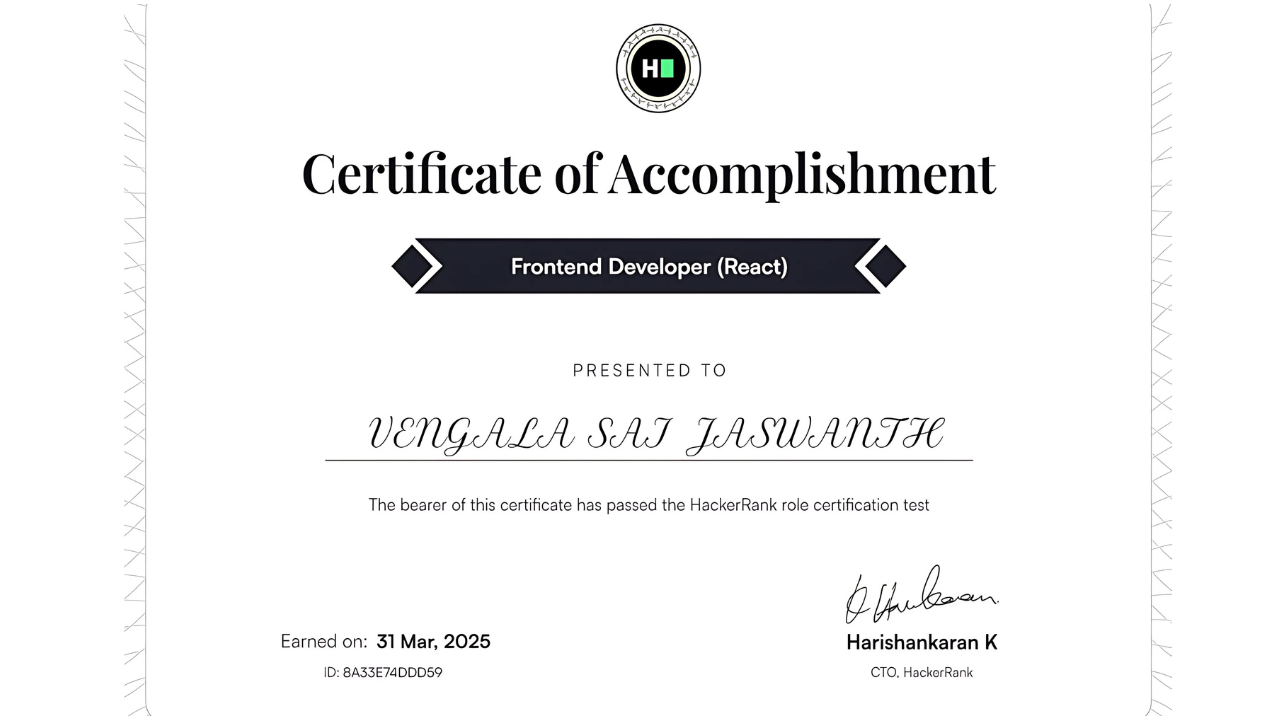 H
Certificate of Accomplishment
Frontend Developer (React)
PRESENTED TO
VENGALA SAI JASWANTH
The bearer of this certificate has passed the HackerRank role certification test
Earned on: 31 Mar, 2025
ID: 8A33E74DDD59
Harishankaran K
CTO, HackerRank